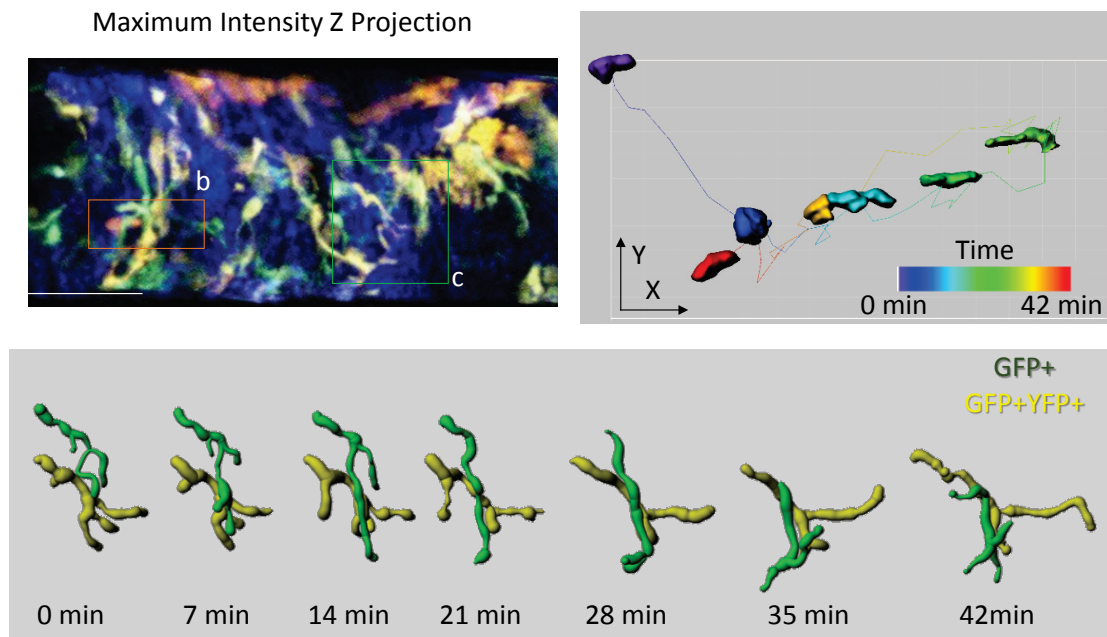 Maximum Intensity Z Projection
b
c
Y
X
Time
0 min
42 min
GFP+
GFP+YFP+
0 min
7 min
14 min
21 min
28 min
35 min
42min